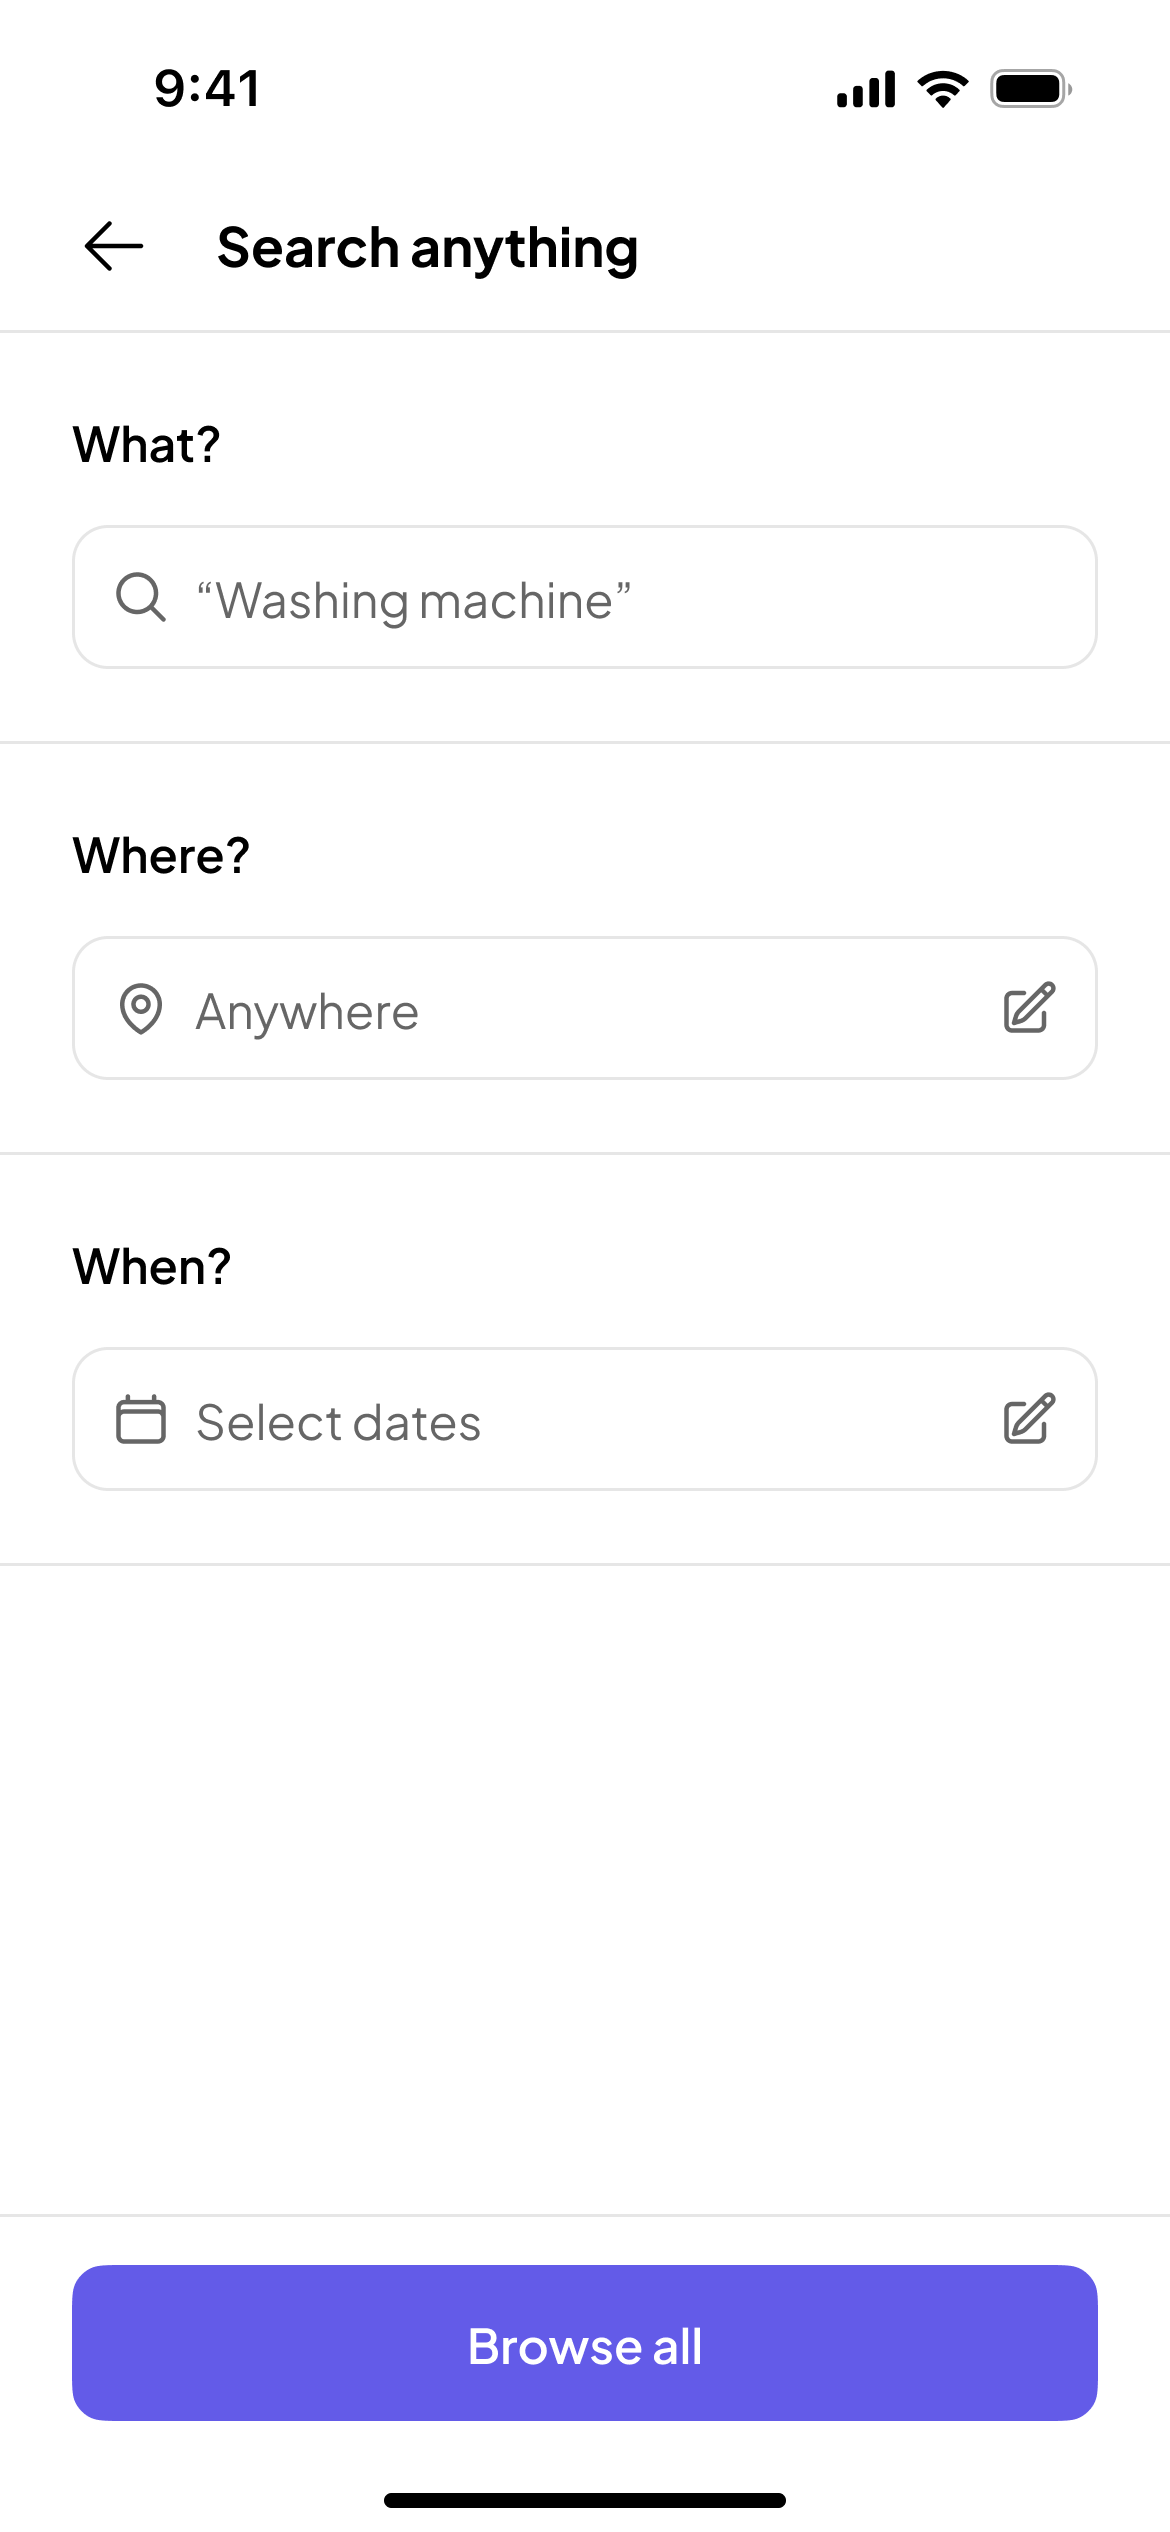 9:41
Search anything
What?
“Washing machine”
Where?
Anywhere
When?
Select dates
Browse all